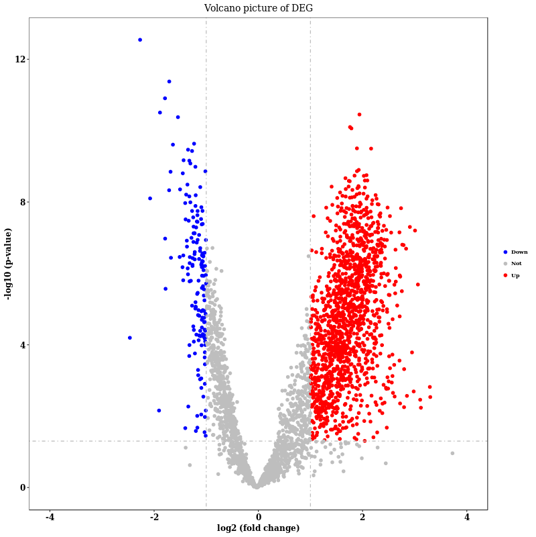 Volcano picture of DEG
12
8
4
0
-log10 (p-value)
-4
-2
0
2
4
log2 (fold change)
Down
Not
Up